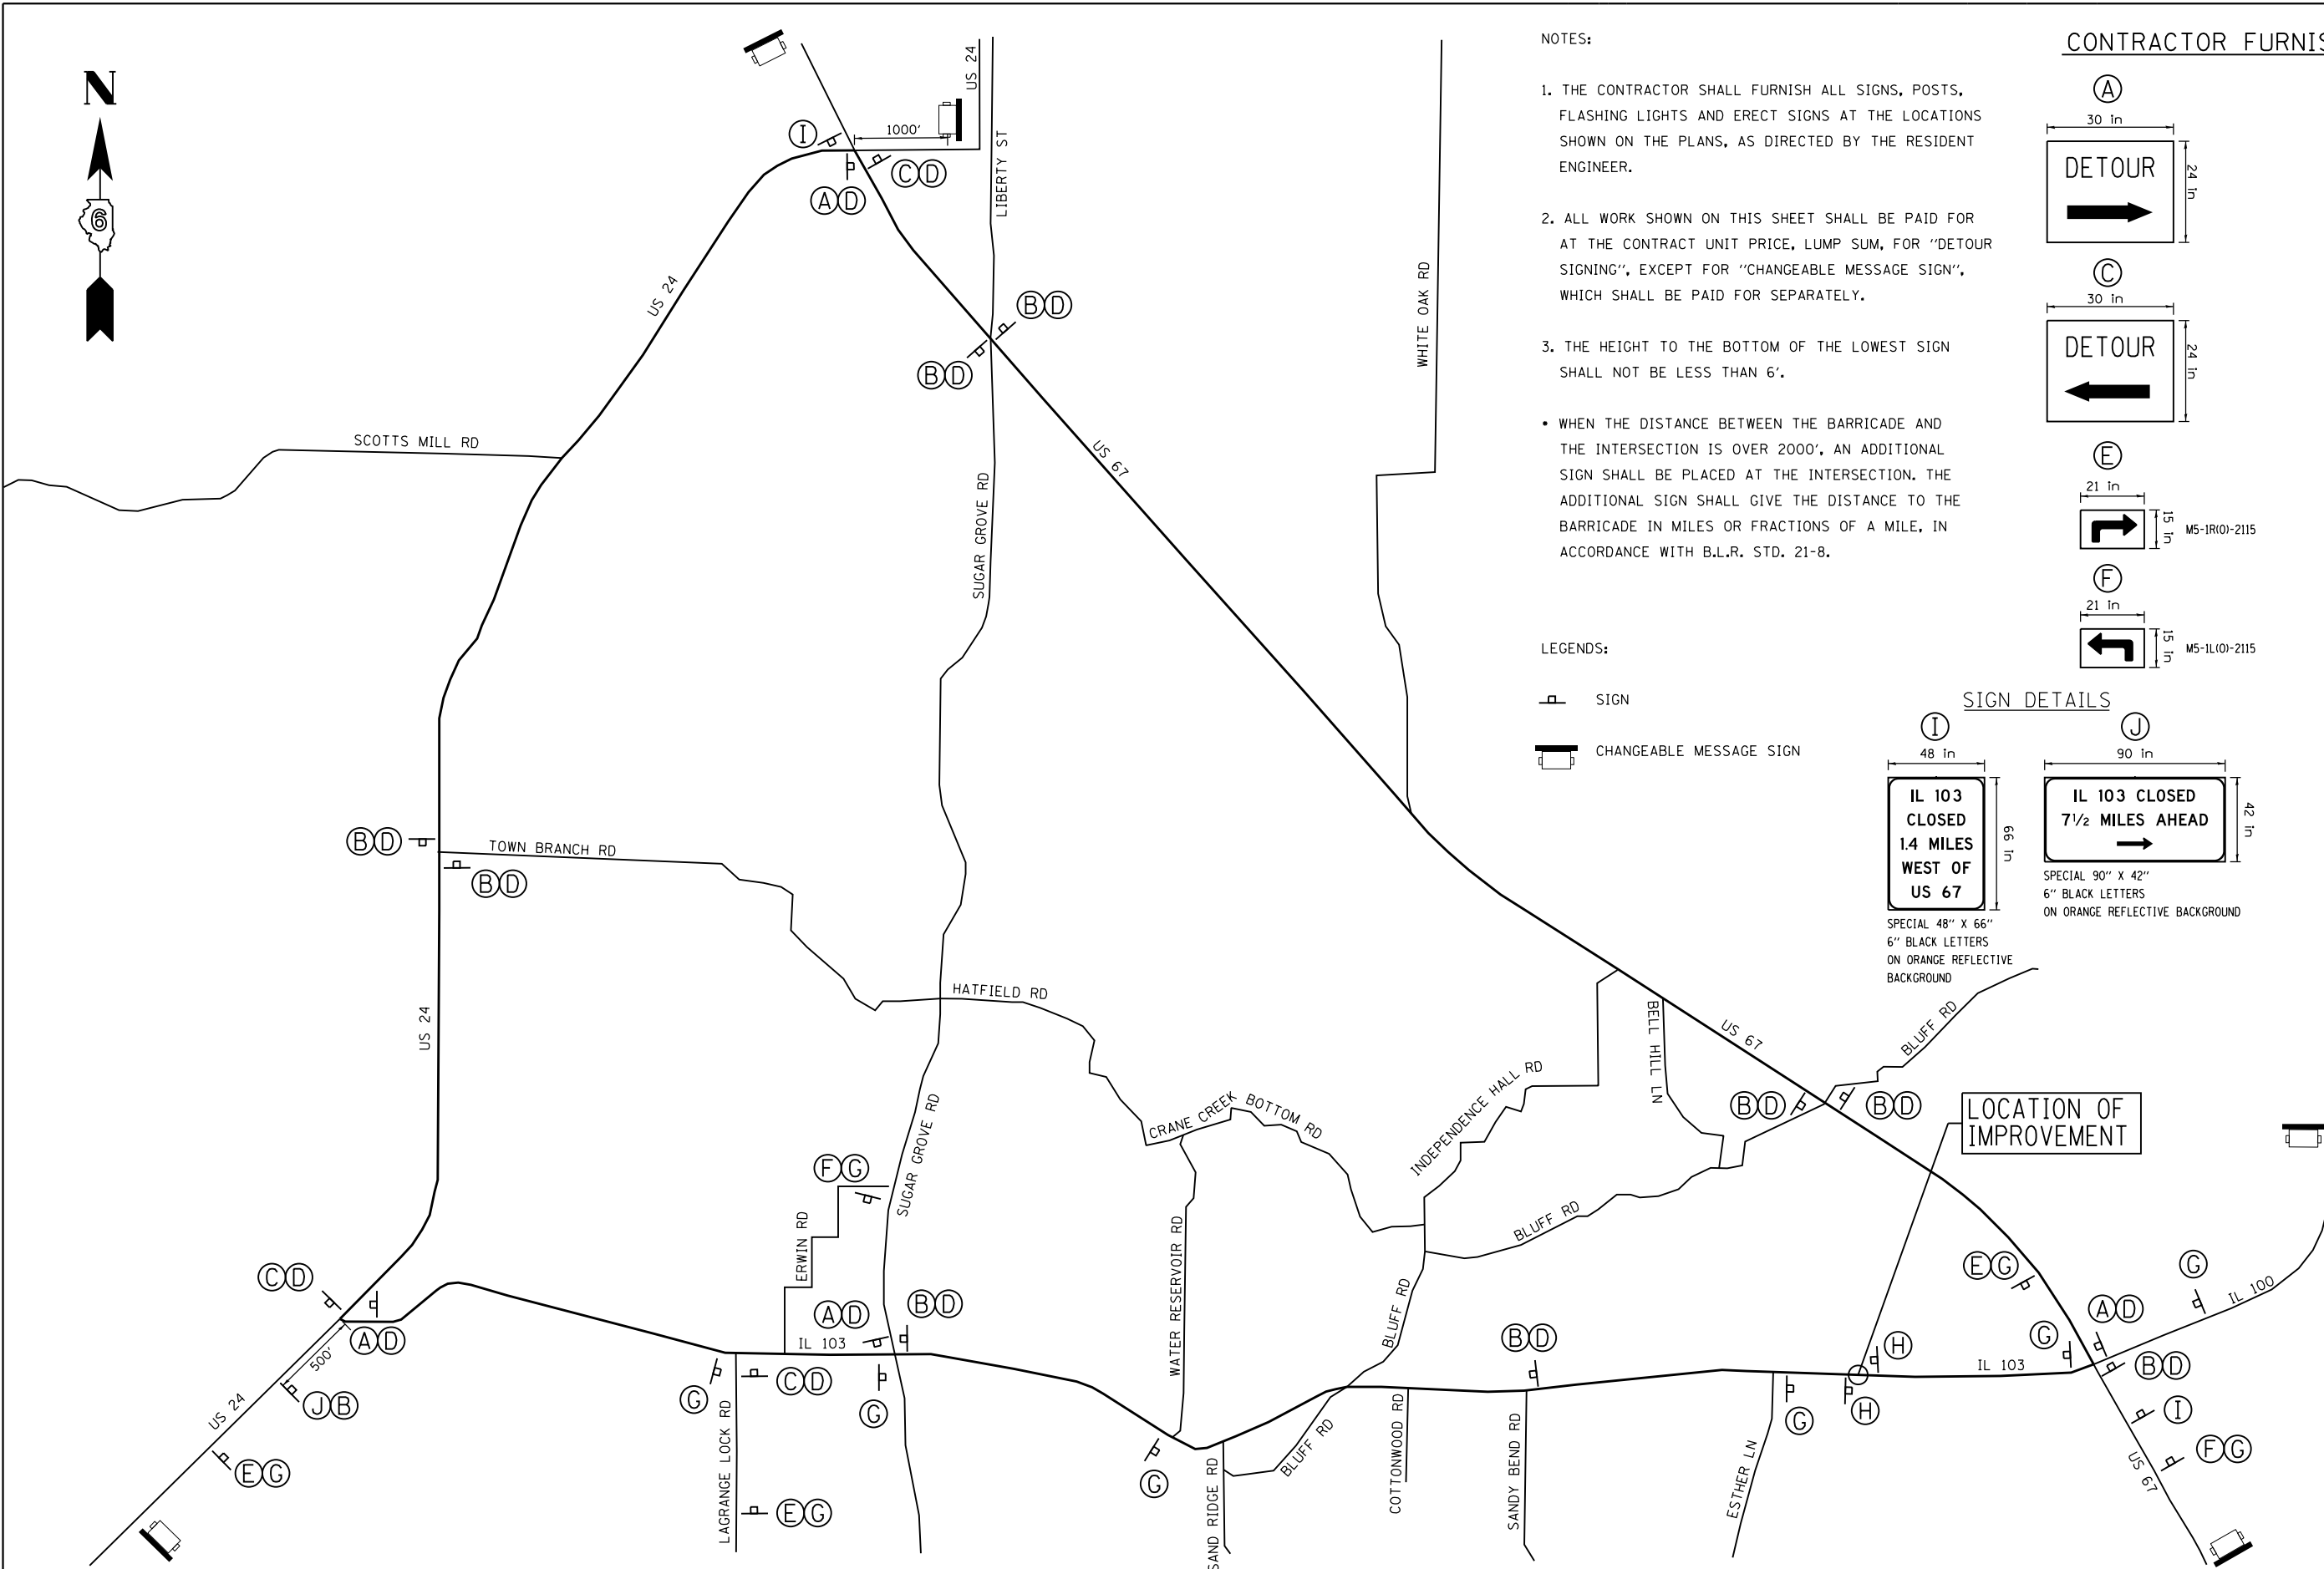 N
6
NOTES:
1. THE CONTRACTOR SHALL FURNISH ALL SIGNS, POSTS,
FLASHING LIGHTS AND ERECT SIGNS AT THE LOCATIONS
SHOWN ON THE PLANS, AS DIRECTED BY THE RESIDENT
ENGINEER.
2. ALL WORK SHOWN ON THIS SHEET SHALL BE PAID FOR
AT THE CONTRACT UNIT PRICE, LUMP SUM, FOR "DETOUR
SIGNING", EXCEPT FOR "CHANGEABLE MESSAGE SIGN",
WHICH SHALL BE PAID FOR SEPARATELY.
3. THE HEIGHT TO THE BOTTOM OF THE LOWEST SIGN
SHALL NOT BE LESS THAN 6'.
• WHEN THE DISTANCE BETWEEN THE BARRICADE AND
THE INTERSECTION IS OVER 2000', AN ADDITIONAL
SIGN SHALL BE PLACED AT THE INTERSECTION. THE
ADDITIONAL SIGN SHALL GIVE THE DISTANCE TO THE
BARRICADE IN MILES OR FRACTIONS OF A MILE, IN
ACCORDANCE WITH B.L.R. STD. 21-8.
LEGENDS:
SIGN
CHANGEABLE MESSAGE SIGN
CONTRACTOR FURNIS
A
30 in
DETOUR
24 in
C
30 in
DETOUR
24 in
E
21 in
15 in
M5-1R(O)-2115
F
21 in
15 in
M5-1L(O)-2115
SIGN DETAILS
I
48 in
IL 103
CLOSED
1.4 MILES
WEST OF
US 67
66 in
SPECIAL 48" X 66"
6" BLACK LETTERS
ON ORANGE REFLECTIVE
BACKGROUND
J
90 in
IL 103 CLOSED
7 1/2 MILES AHEAD
42 in
SPECIAL 90" X 42"
6" BLACK LETTERS
ON ORANGE REFLECTIVE BACKGROUND
US 24
LIBERTY ST
1000'
I
C D
A D
US 24
B D
B D
WHITE OAK RD
SCOTTS MILL RD
US 67
SUGAR GROVE RD
B D
TOWN BRANCH RD
B D
HATFIELD RD
US 24
BELL HILL LN
US 67
BLUFF RD
INDEPENDENCE HALL RD
CRANE CREEK BOTTOM RD
B D
B D
LOCATION OF
IMPROVEMENT
F G
SUGAR GROVE RD
ERWIN RD
WATER RESERVOIR RD
BLUFF RD
BLUFF RD
C D
A D
500'
A D
B D
IL 103
E G
G
IL 100
A D
G
B D
B D
H
IL 103
G
C D
G
J B
US 24
E G
LAGRANGE LOCK RD
E G
G
SAND RIDGE RD
BLUFF RD
COTTONWOOD RD
SANDY BEND RD
ESTHER LN
G
H
I
F G
US 67